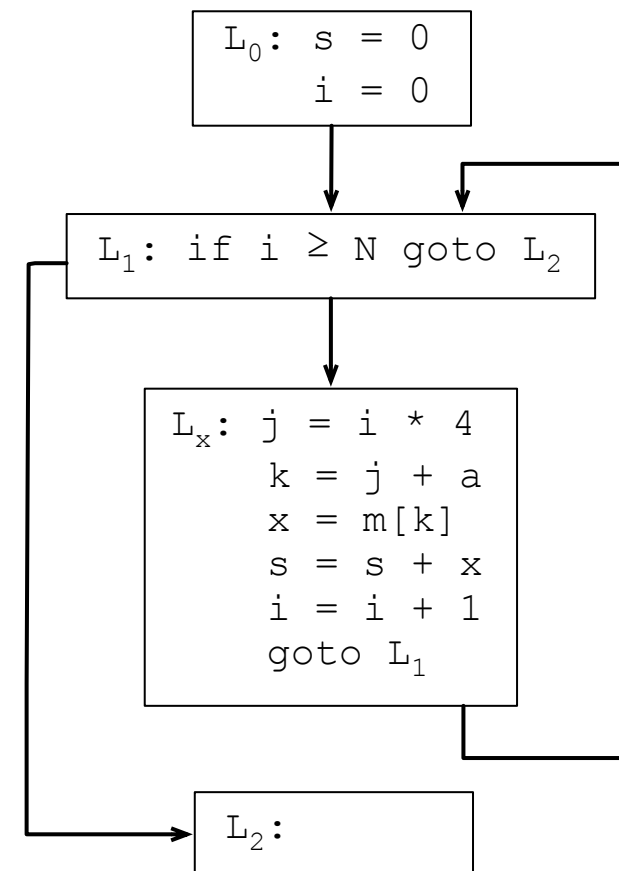 L₀: s = 0
i = 0
L₁: if i ≥ N goto L₂
Lₓ: j = i * 4
k = j + a
x = m[k]
s = s + x
i = i + 1
goto L₁
L₂: